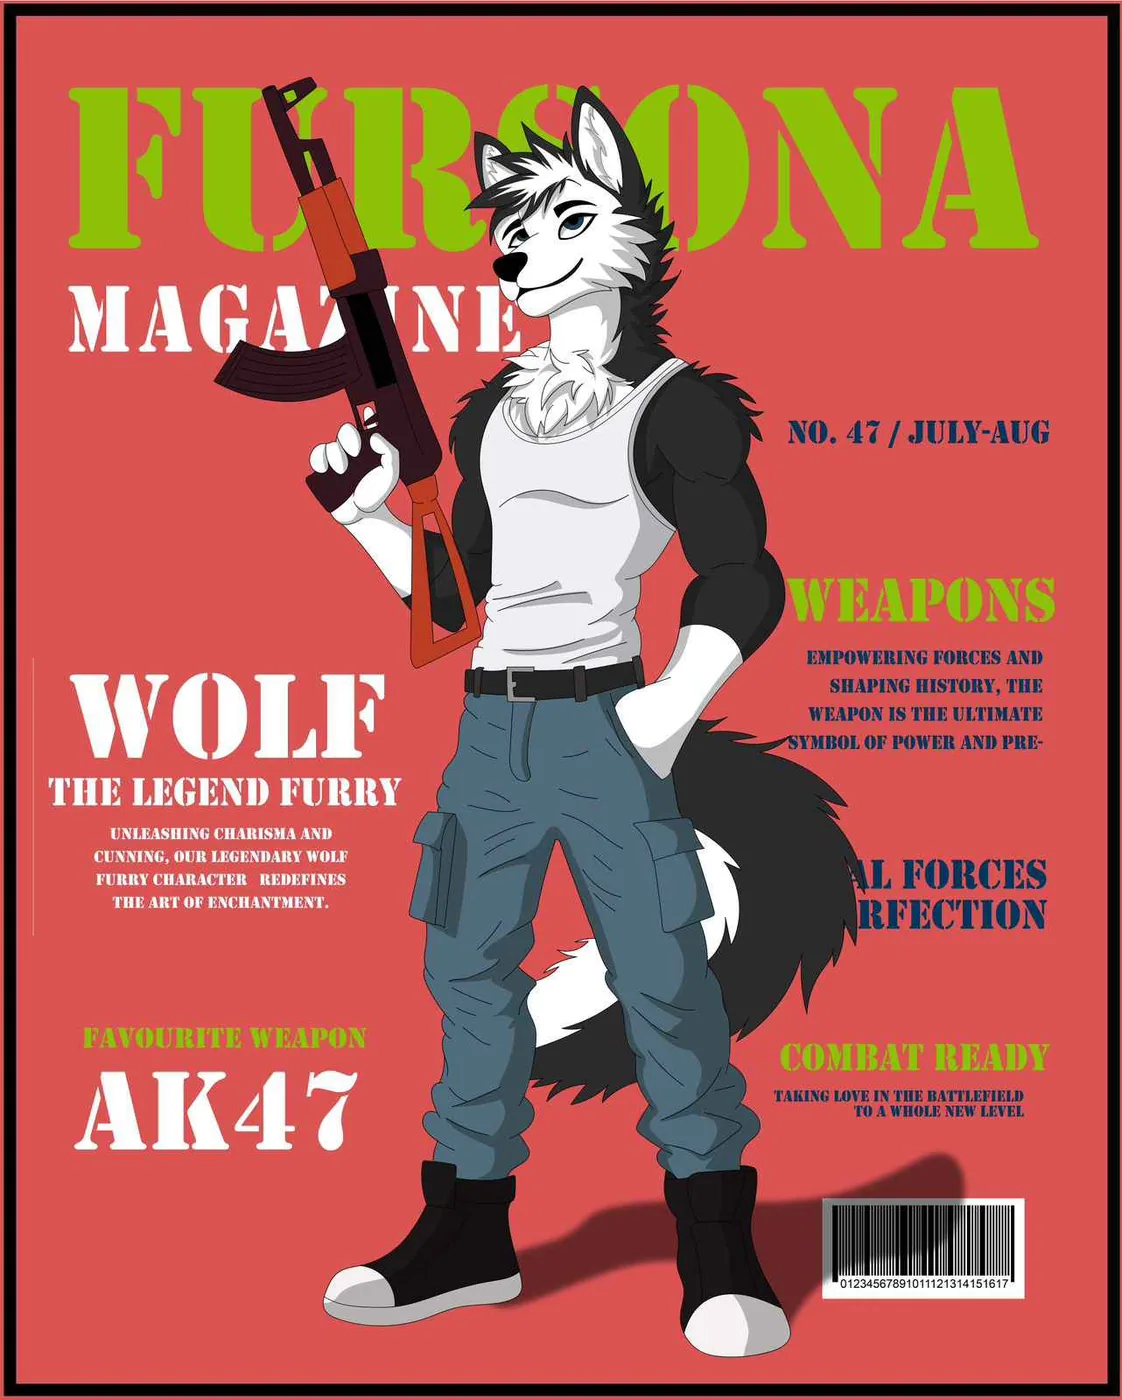 FURSONA
MAGAZINE
NO. 47 / JULY-AUG
WEAPONS
EMPOWERING FORCES AND
SHAPING HISTORY, THE
WEAPON IS THE ULTIMATE
SYMBOL OF POWER AND PRE-
WOLF
THE LEGEND FURRY
UNLEASHING CHARISMA AND
CUNNING, OUR LEGENDARY WOLF
FURRY CHARACTER REDEFINES
THE ART OF ENCHANTMENT.
AL FORCES
RFECTION
FAVOURITE WEAPON
AK47
COMBAT READY
TAKING LOVE IN THE BATTLEFIELD
TO A WHOLE NEW LEVEL
01234567891011121314151617